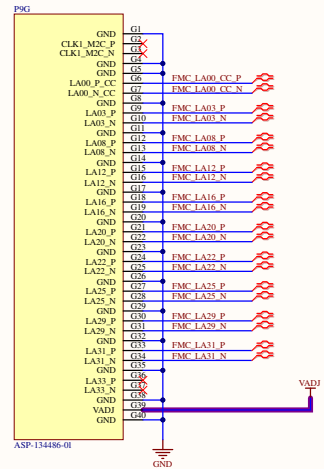 P9G
GND G1
CLK1_M2C_P G2
CLK1_M2C_N G3
GND G4
GND G5
LA00_P_CC G6 FMC_LA00_CC_P
LA00_N_CC G7 FMC_LA00_CC_N
GND G8
LA03_P G9 FMC_LA03_P
LA03_N G10 FMC_LA03_N
GND G11
LA08_P G12 FMC_LA08_P
LA08_N G13 FMC_LA08_N
GND G14
LA12_P G15 FMC_LA12_P
LA12_N G16 FMC_LA12_N
GND G17
LA16_P G18 FMC_LA16_P
LA16_N G19 FMC_LA16_N
GND G20
LA20_P G21 FMC_LA20_P
LA20_N G22 FMC_LA20_N
GND G23
LA22_P G24 FMC_LA22_P
LA22_N G25 FMC_LA22_N
GND G26
LA25_P G27 FMC_LA25_P
LA25_N G28 FMC_LA25_N
GND G29
LA29_P G30 FMC_LA29_P
LA29_N G31 FMC_LA29_N
GND G32
LA31_P G33 FMC_LA31_P
LA31_N G34 FMC_LA31_N
GND G35
LA33_P G36
LA33_N G37
GND G38
VADJ G39 VADJ
GND G40
ASP-134486-01
GND